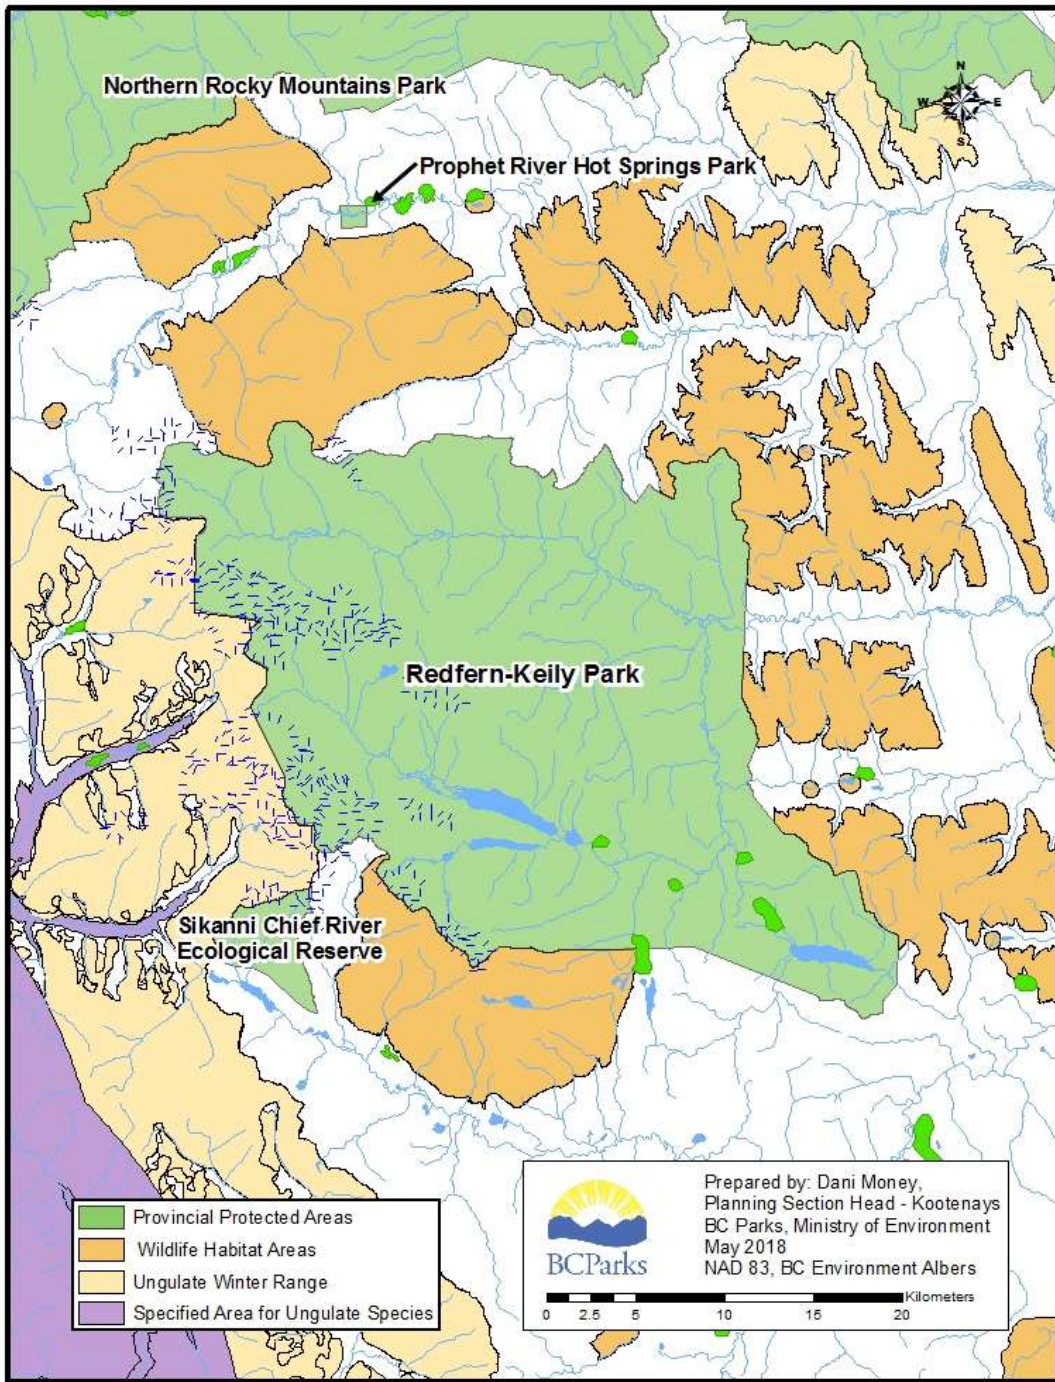 Northern Rocky Mountains Park
N
W
E
S
Prophet River Hot Springs Park
Redfern-Keily Park
Sikanni Chief River
Ecological Reserve
Provincial Protected Areas
Wildlife Habitat Areas
Ungulate Winter Range
Specified Area for Ungulate Species
BCParks
Prepared by: Dani Money,
Planning Section Head - Kootenays
BC Parks, Ministry of Environment
May 2018
NAD 83, BC Environment Albers
Kilometers
0 2.5 5 10 15 20